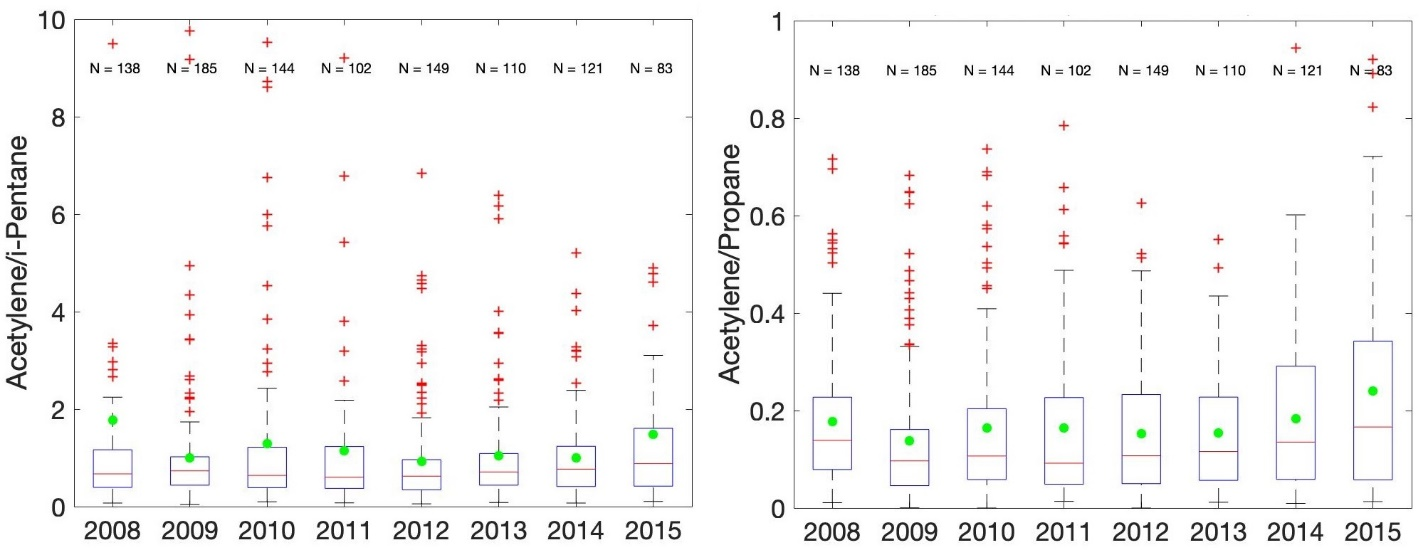 Acetylene/i-Pentane
10
8
6
4
2
0
N = 138 N = 185 N = 144 N = 102 N = 149 N = 110 N = 121 N = 83
2008 2009 2010 2011 2012 2013 2014 2015
Acetylene/Propane
1
0.8
0.6
0.4
0.2
0
N = 138 N = 185 N = 144 N = 102 N = 149 N = 110 N = 121 N = 83
2008 2009 2010 2011 2012 2013 2014 2015